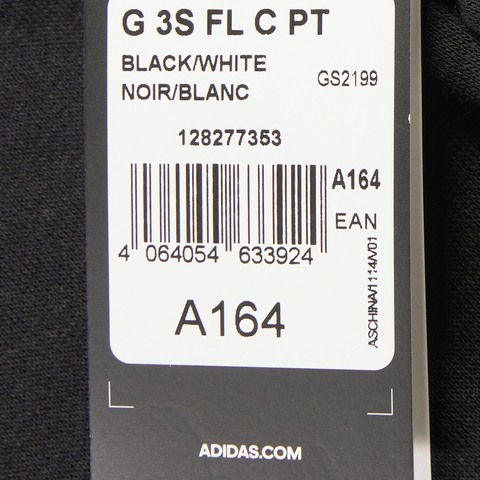 G 3S FL C PT
BLACK/WHITE
NOIR/BLANC
GS2199
128277353
A164
EAN
4 064054 633924
A164
ASCHINA/1114/V01
ADIDAS.COM